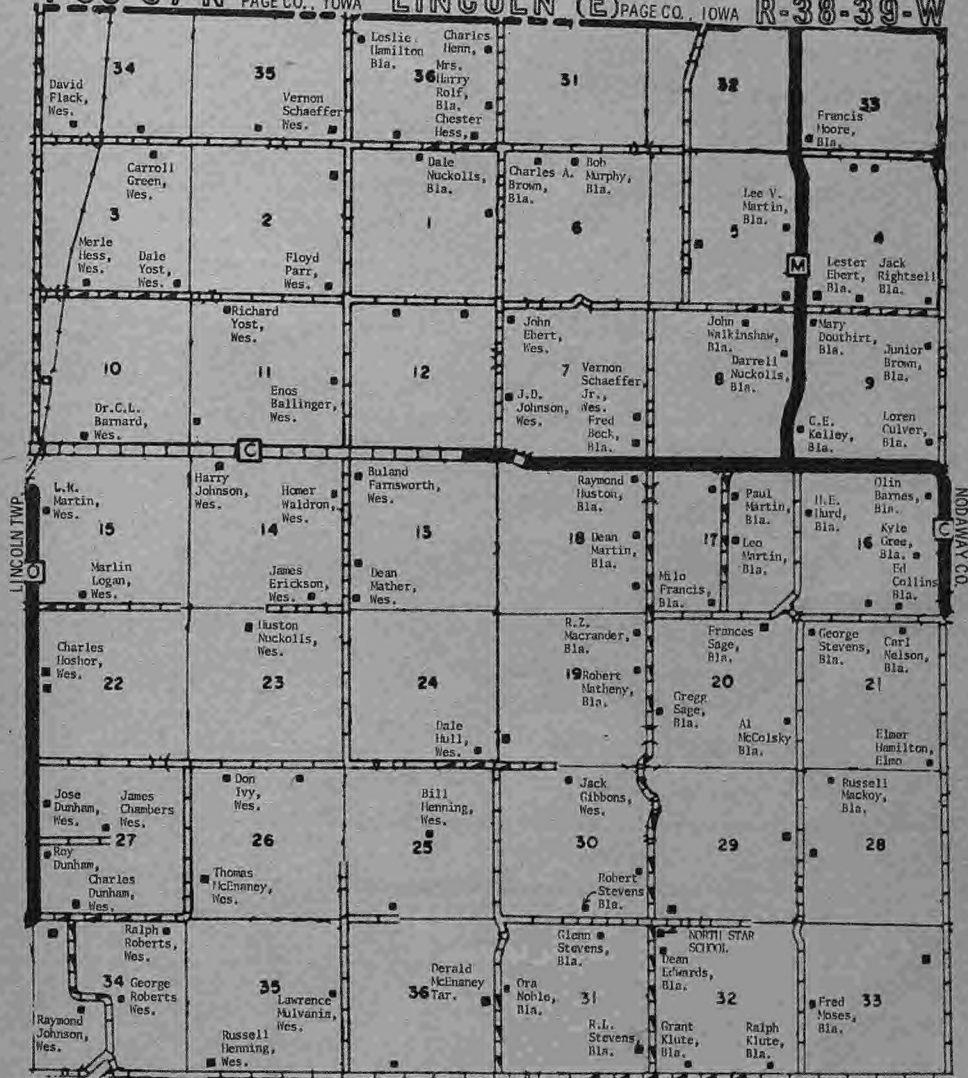 PAGE CO., IOWA LINCOLN (E) PAGE CO., IOWA R-38-39-W
34
David
Flack,
Wes.
35
Vernon
Schaeffer
Wes.
Leslie
Hamilton
Bla.
36
Charles
Henn,
Mrs.
Harry
Rolf,
Bla.
Chester
Hess,
31
32
33
Francis
Moore,
Bla.
Carroll
Green,
Wes.
3
Merle
Hess,
Wes.
Dale
Yost,
Wes.
2
Floyd
Parr,
Wes.
Dale
Nuckolls,
Bla.
1
Charles A.
Brown,
Bla.
Bob
Murphy,
Bla.
6
Lee V.
Martin,
Bla.
5
M
4
Lester
Ebert,
Bla.
Jack
Rightsell
Bla.
10
Dr.C.L.
Barnard,
Wes.
Richard
Yost,
Wes.
11
Enos
Ballinger,
Wes.
12
John
Ebert,
Wes.
7
J.D.
Johnson,
Wes.
Vernon
Schaeffer,
Jr.,
Wes.
Fred
Beck,
Bla.
John
Walkinshaw,
Bla.
8
Darrell
Nuckolls,
Bla.
Mary
Douthirt,
Bla.
Junior
Brown,
Bla.
9
C.E.
Kelley,
Bla.
Loren
Culver,
Bla.
C
LINCOLN TWP.
NODAWAY CO.
L.K.
Martin,
Wes.
15
O
Marlin
Logan,
Wes.
Harry
Johnson,
Wes.
Homer
Waldron,
Wes.
14
James
Erickson,
Wes.
Buland
Farnsworth,
Wes.
13
Dean
Mather,
Wes.
Raymond
Huston,
Bla.
18
Dean
Martin,
Bla.
17
Paul
Martin,
Bla.
Leo
Martin,
Bla.
Milo
Francis,
Bla.
H.E.
Hurd,
Bla.
Olin
Barnes,
Bla.
16
Kyle
Gree,
Bla.
Ed
Collins
Bla.
C
Charles
Hoshor,
Wes.
22
Huston
Nuckolls,
Wes.
23
24
Dale
Hull,
Wes.
R.Z.
Macrander,
Bla.
19
Robert
Matheny,
Bla.
Frances
Sage,
Bla.
20
Gregg
Sage,
Bla.
Al
McColsky
Bla.
George
Stevens,
Bla.
Carl
Nelson,
Bla.
21
Elmer
Hamilton,
Elmo
Jose
Dunham,
Wes.
James
Chambers
Wes.
27
Roy
Dunham,
Charles
Dunham,
Wes.
Don
Ivy,
Wes.
26
Thomas
McEnaney,
Wes.
Bill
Henning,
Wes.
25
Jack
Gibbons,
Wes.
30
Robert
Stevens
Bla.
29
Russell
Mackoy,
Bla.
28
Ralph
Roberts,
Wes.
34
George
Roberts
Wes.
Raymond
Johnson,
Wes.
35
Lawrence
Mulvania,
Wes.
Russell
Henning,
Wes.
36
Derald
McEnaney
Tar.
Glenn
Stevens,
Bla.
Ora
Noble,
Bla.
31
R.L.
Stevens,
Bla.
NORTH STAR
SCHOOL
Dean
Edwards,
Bla.
32
Grant
Klute,
Bla.
Ralph
Klute,
Bla.
Fred
Moses,
Bla.
33